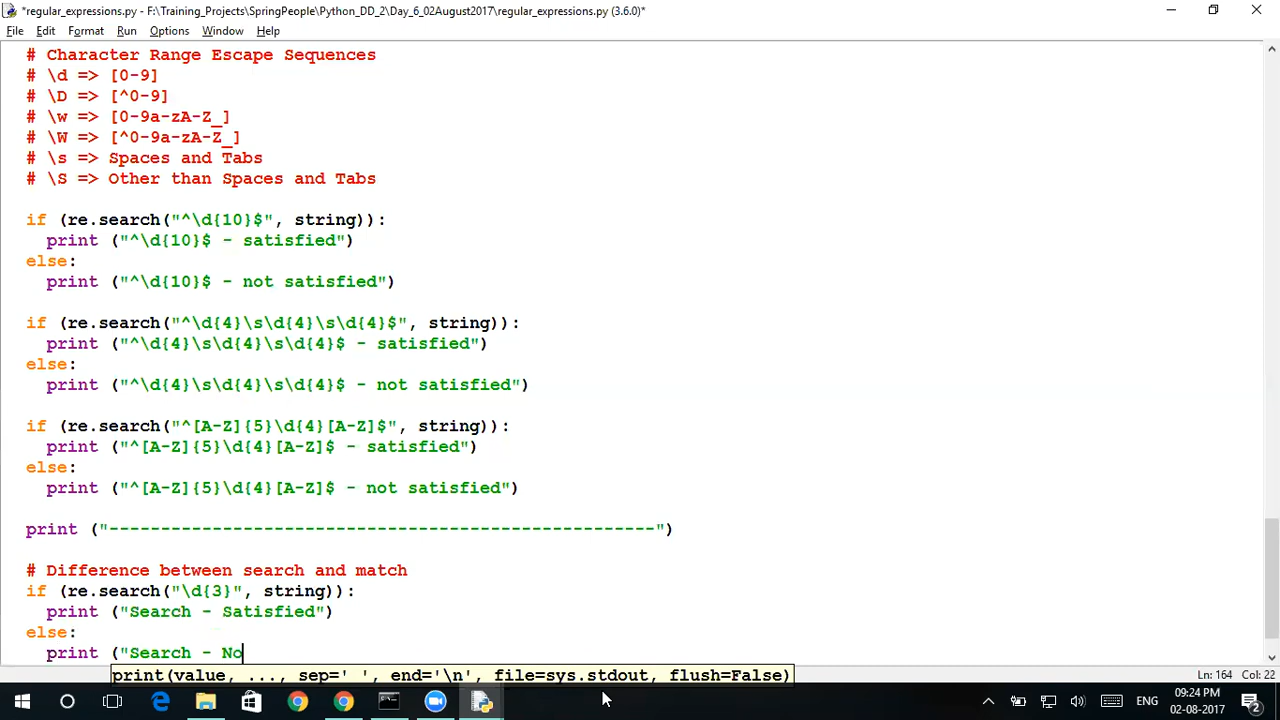 *regular_expressions.py - F:\Training_Projects\SpringPeople\Python_DD_2\Day_6_02August2017\regular_expressions.py (3.6.0)*
File Edit Format Run Options Window Help
# Character Range Escape Sequences
# \d => [0-9]
# \D => [^0-9]
# \w => [0-9a-zA-Z_]
# \W => [^0-9a-zA-Z_]
# \s => Spaces and Tabs
# \S => Other than Spaces and Tabs
if (re.search("^\d{10}$", string)):
print ("^\d{10}$ - satisfied")
else:
print ("^\d{10}$ - not satisfied")
if (re.search("^\d{4}\s\d{4}\s\d{4}$", string)):
print ("^\d{4}\s\d{4}\s\d{4}$ - satisfied")
else:
print ("^\d{4}\s\d{4}\s\d{4}$ - not satisfied")
if (re.search("^[A-Z]{5}\d{4}[A-Z]$", string)):
print ("^[A-Z]{5}\d{4}[A-Z]$ - satisfied")
else:
print ("^[A-Z]{5}\d{4}[A-Z]$ - not satisfied")
print ("-----------------------------------------------------")
# Difference between search and match
if (re.search("\d{3}", string)):
print ("Search - Satisfied")
else:
print ("Search - No
print(value, ..., sep=' ', end='\n', file=sys.stdout, flush=False)
Ln: 164 Col: 22
ENG
09:24 PM
02-08-2017
2